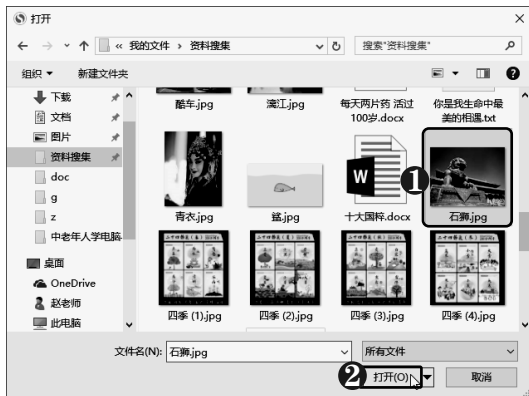 打开
« 我的文件 › 资料搜集
搜索"资料搜集"
组织 新建文件夹
下载
文档
图片
资料搜集
doc
g
z
中老年人学电脑
桌面
OneDrive
赵老师
此电脑
酷车.jpg
漓江.jpg
每天两片药 活过
100岁.docx
你是我生命中最
美的相遇.txt
青衣.jpg
鲸.jpg
十大国粹.docx
石狮.jpg
四季 (1).jpg
四季 (2).jpg
四季 (3).jpg
四季 (4).jpg
1
文件名(N): 石狮.jpg
所有文件
2
打开(O)
取消